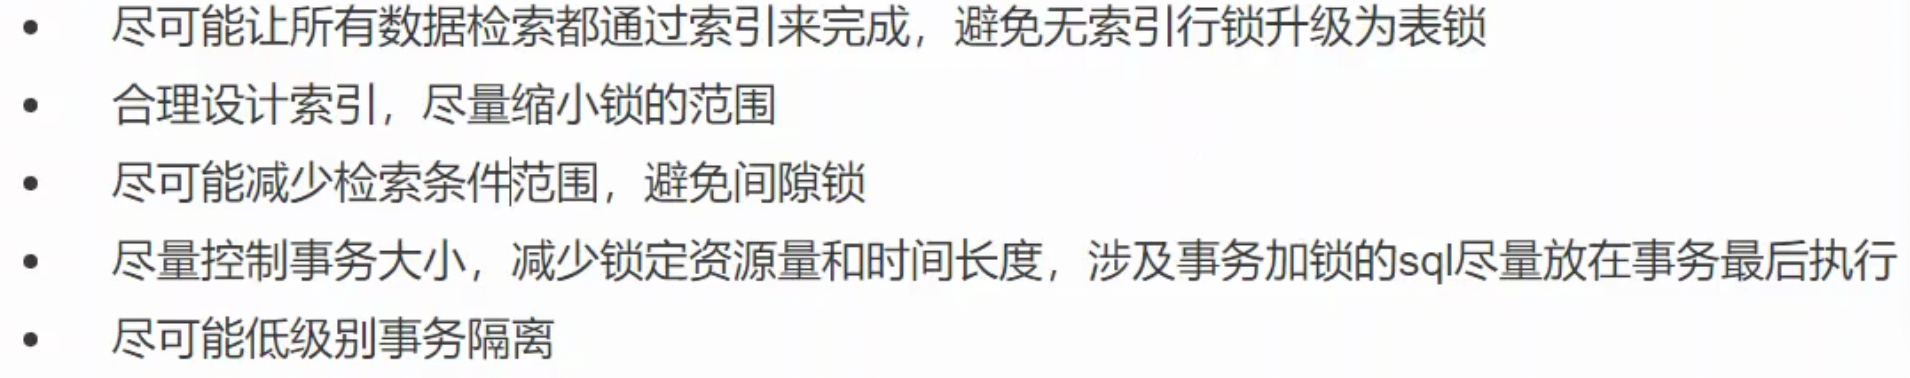 • 尽可能让所有数据检索都通过索引来完成，避免无索引行锁升级为表锁
• 合理设计索引，尽量缩小锁的范围
• 尽可能减少检索条件范围，避免间隙锁
• 尽量控制事务大小，减少锁定资源量和时间长度，涉及事务加锁的sql尽量放在事务最后执行
• 尽可能低级别事务隔离